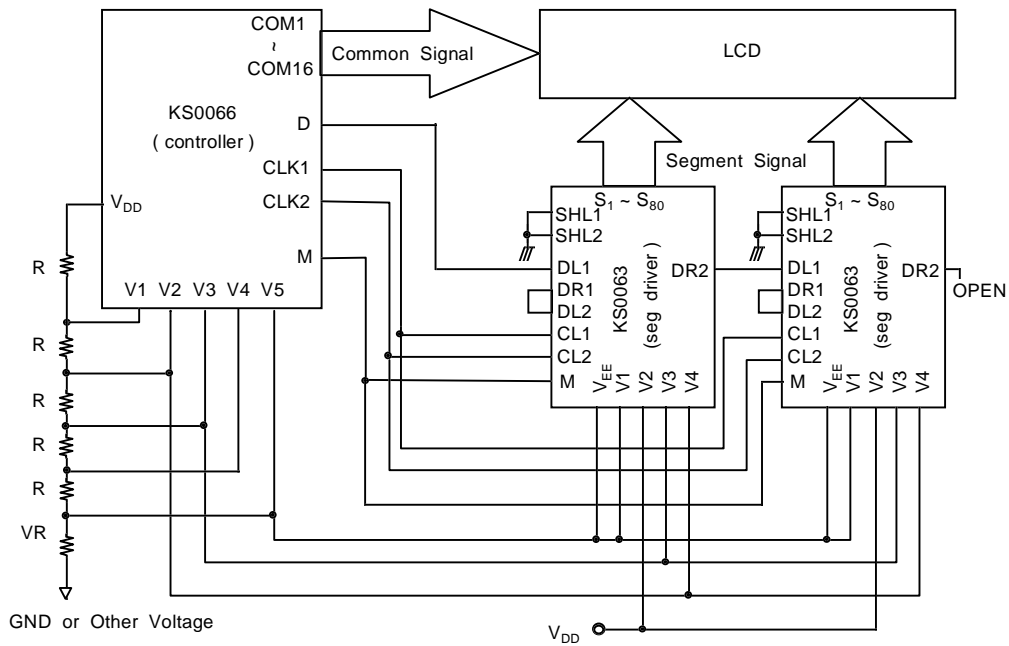 COM1
~
COM16
Common Signal
LCD
KS0066
( controller )
D
CLK1
CLK2
M
VDD
V1 V2 V3 V4 V5
R
R
R
R
R
VR
GND or Other Voltage
Segment Signal
S1 ~ S80
SHL1
SHL2
DL1
DR1
DL2
CL1
CL2
M
DR2
KS0063
(seg driver )
VEE V1 V2 V3 V4
S1 ~ S80
SHL1
SHL2
DL1
DR1
DL2
CL1
CL2
M
DR2
OPEN
KS0063
(seg driver )
VEE V1 V2 V3 V4
VDD